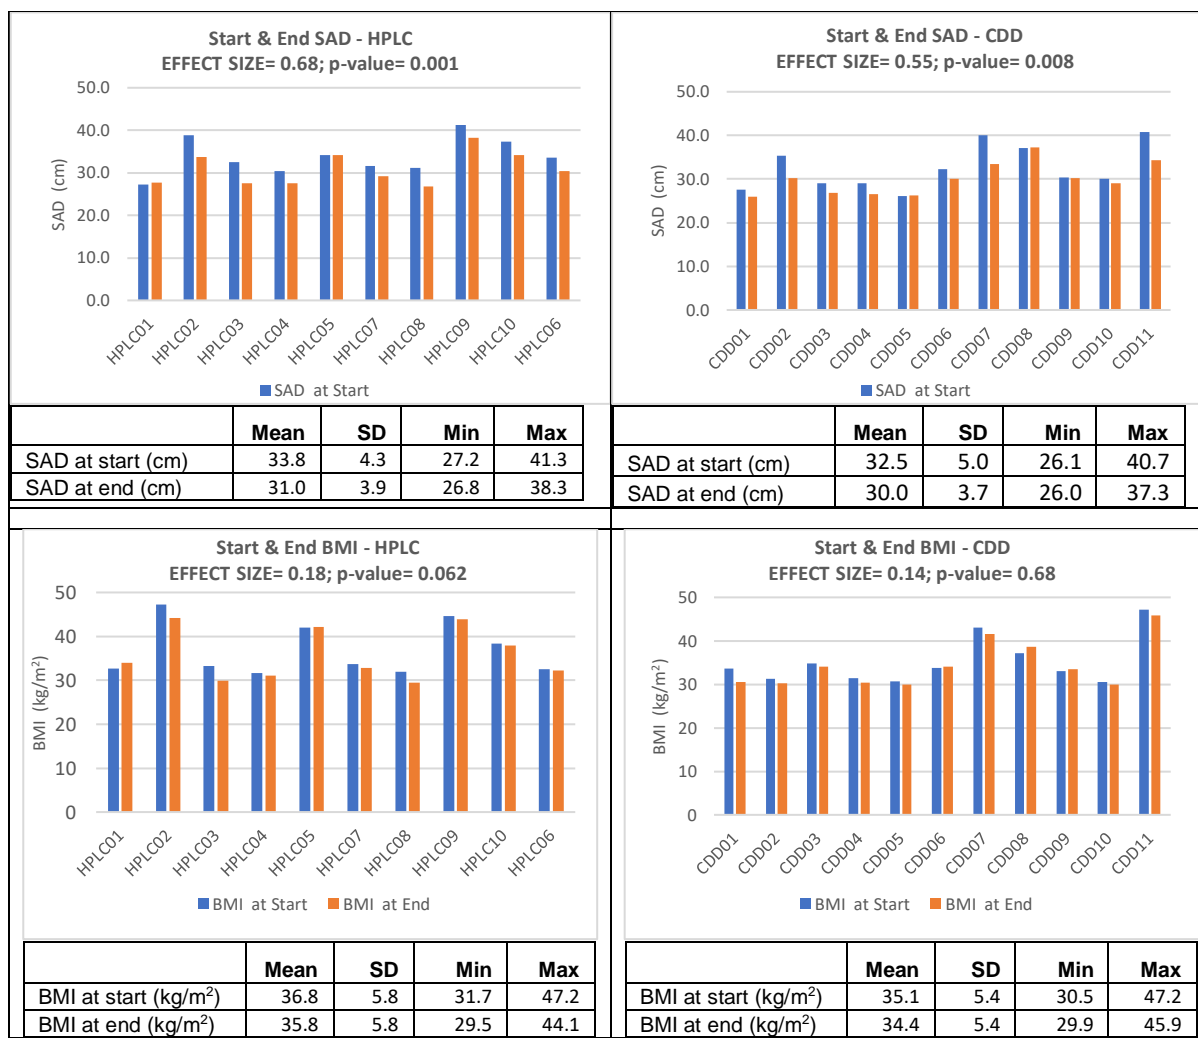 Start & End SAD - HPLC
EFFECT SIZE= 0.68; p-value= 0.001
50.0
40.0
30.0
20.0
10.0
0.0
SAD (cm)
HPLC01 HPLC02 HPLC03 HPLC04 HPLC05 HPLC07 HPLC08 HPLC09 HPLC10 HPLC06
SAD at Start
Mean SD Min Max
SAD at start (cm) 33.8 4.3 27.2 41.3
SAD at end (cm) 31.0 3.9 26.8 38.3
Start & End SAD - CDD
EFFECT SIZE= 0.55; p-value= 0.008
50.0
40.0
30.0
20.0
10.0
0.0
SAD (cm)
CDD01 CDD02 CDD03 CDD04 CDD05 CDD06 CDD07 CDD08 CDD09 CDD10 CDD11
SAD at Start
Mean SD Min Max
SAD at start (cm) 32.5 5.0 26.1 40.7
SAD at end (cm) 30.0 3.7 26.0 37.3
Start & End BMI - HPLC
EFFECT SIZE= 0.18; p-value= 0.062
50
40
30
20
10
0
BMI (kg/m²)
HPLC01 HPLC02 HPLC03 HPLC04 HPLC05 HPLC07 HPLC08 HPLC09 HPLC10 HPLC06
BMI at Start BMI at End
Mean SD Min Max
BMI at start (kg/m²) 36.8 5.8 31.7 47.2
BMI at end (kg/m²) 35.8 5.8 29.5 44.1
Start & End BMI - CDD
EFFECT SIZE= 0.14; p-value= 0.68
50
40
30
20
10
0
BMI (kg/m²)
CDD01 CDD02 CDD03 CDD04 CDD05 CDD06 CDD07 CDD08 CDD09 CDD10 CDD11
BMI at Start BMI at End
Mean SD Min Max
BMI at start (kg/m²) 35.1 5.4 30.5 47.2
BMI at end (kg/m²) 34.4 5.4 29.9 45.9